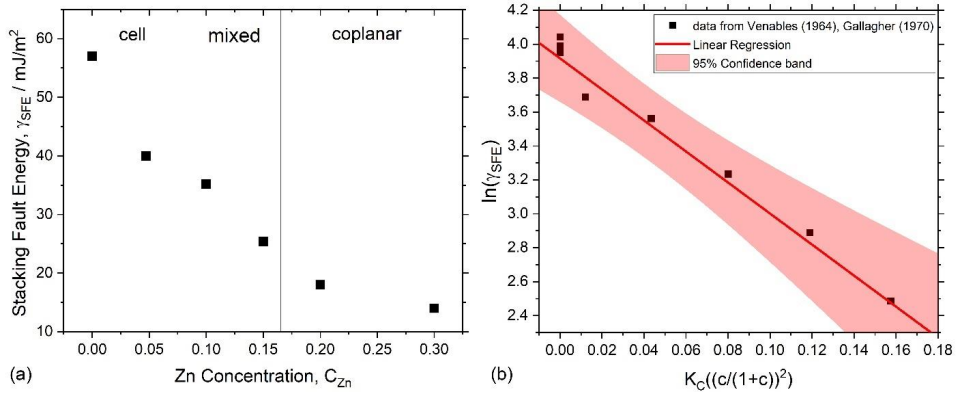 cell mixed coplanar
60
50
40
30
20
10
Stacking Fault Energy, γSFE / mJ/m²
0.00 0.05 0.10 0.15 0.20 0.25 0.30
Zn Concentration, CZn
(a)
data from Venables (1964), Gallagher (1970)
Linear Regression
95% Confidence band
4.2
4.0
3.8
3.6
3.4
3.2
3.0
2.8
2.6
2.4
ln(γSFE)
0.00 0.02 0.04 0.06 0.08 0.10 0.12 0.14 0.16 0.18
KC((c/(1+c))²)
(b)